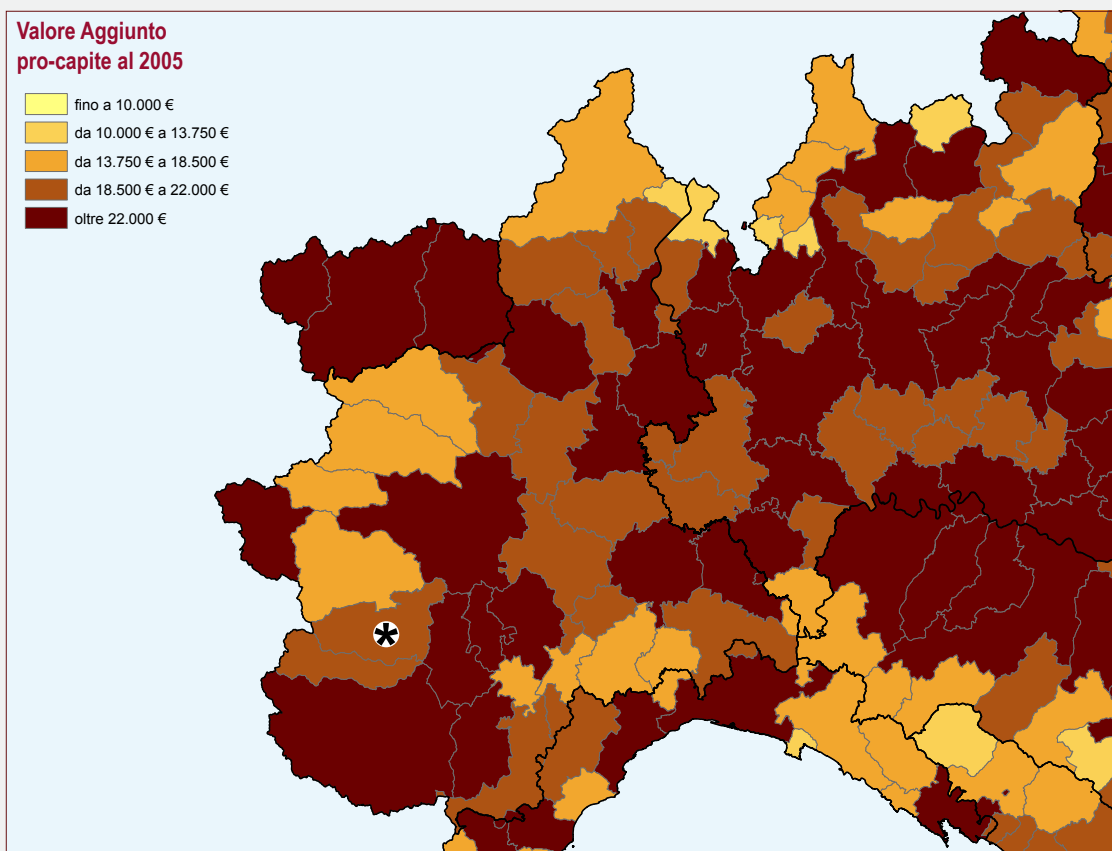 Valore Aggiunto
pro-capite al 2005
fino a 10.000 €
da 10.000 € a 13.750 €
da 13.750 € a 18.500 €
da 18.500 € a 22.000 €
oltre 22.000 €
*